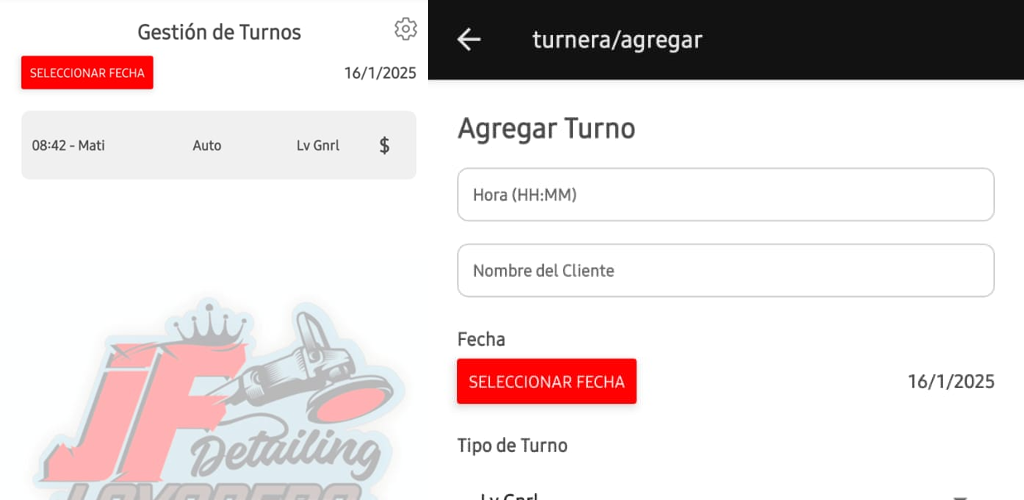 Gestión de Turnos
SELECCIONAR FECHA
16/1/2025
08:42 - Mati
Auto
Lv Gnrl
$
JF
Detailing
LAVADERO
turnera/agregar
Agregar Turno
Hora (HH:MM)
Nombre del Cliente
Fecha
SELECCIONAR FECHA
16/1/2025
Tipo de Turno
Lv Gnrl